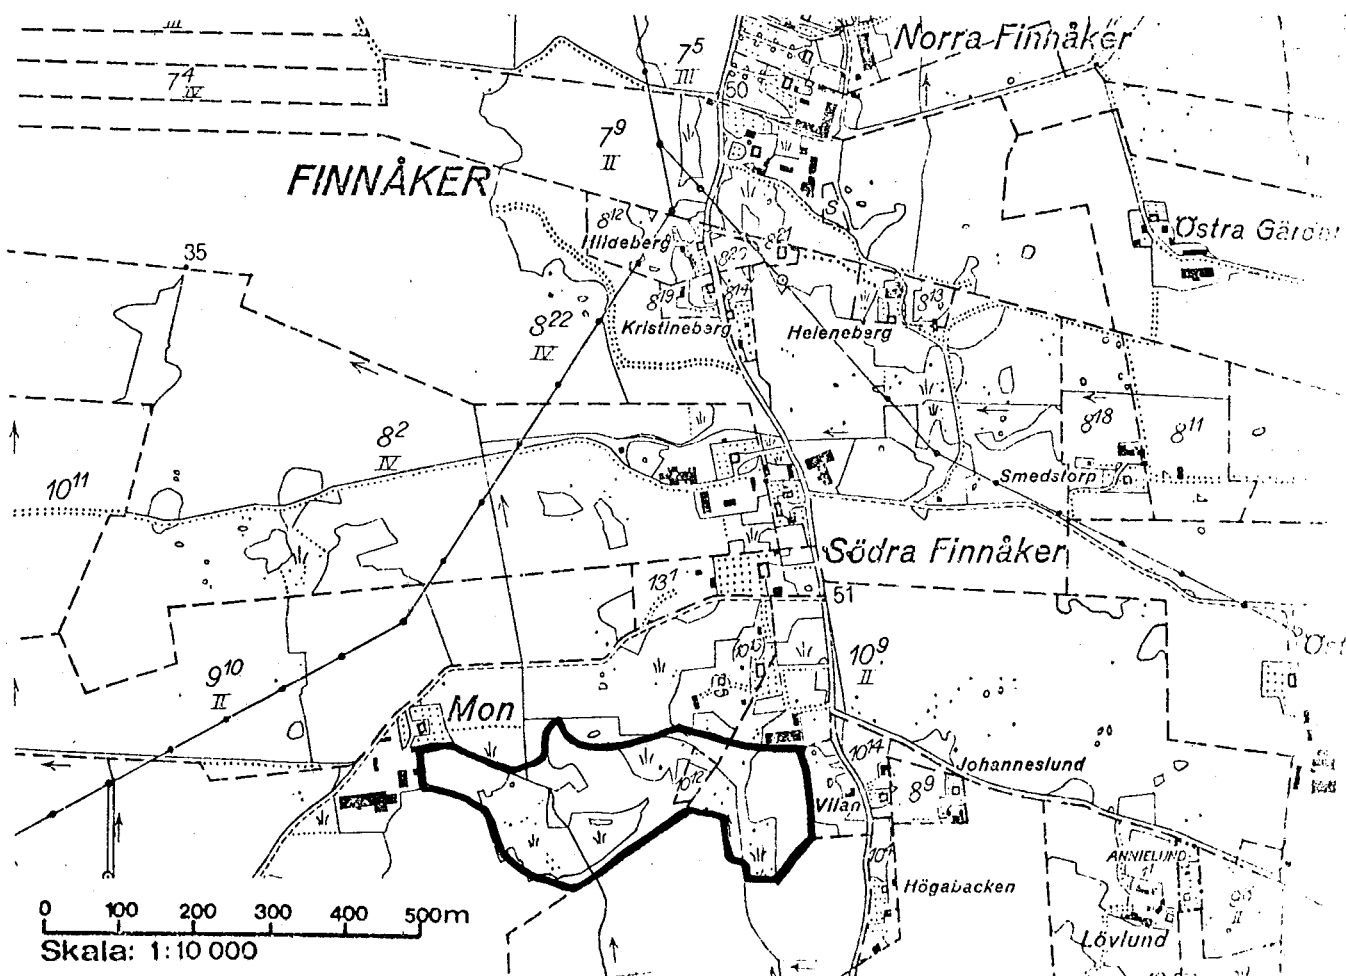 III
7⁴
IV
7⁵
III
50
Norra Finnåker
7⁹
II
FINNÅKER
8¹²
Hildeberg
8²⁰
8²¹
S
Östra Gärdet
35
8¹⁹
8¹⁴
8¹³
8²²
IV
Kristineberg
Heleneberg
8²
IV
8¹⁸
8¹¹
10¹¹
Smedstorp
Södra Finnåker
13¹
51
10¹³
10⁹
II
Öst
9¹⁰
II
Mon
10¹⁴
Johanneslund
10¹²
8⁹
Vilan
ANNIELUND
Högabacken
Lövlund
0 100 200 300 400 500m
Skala: 1:10 000